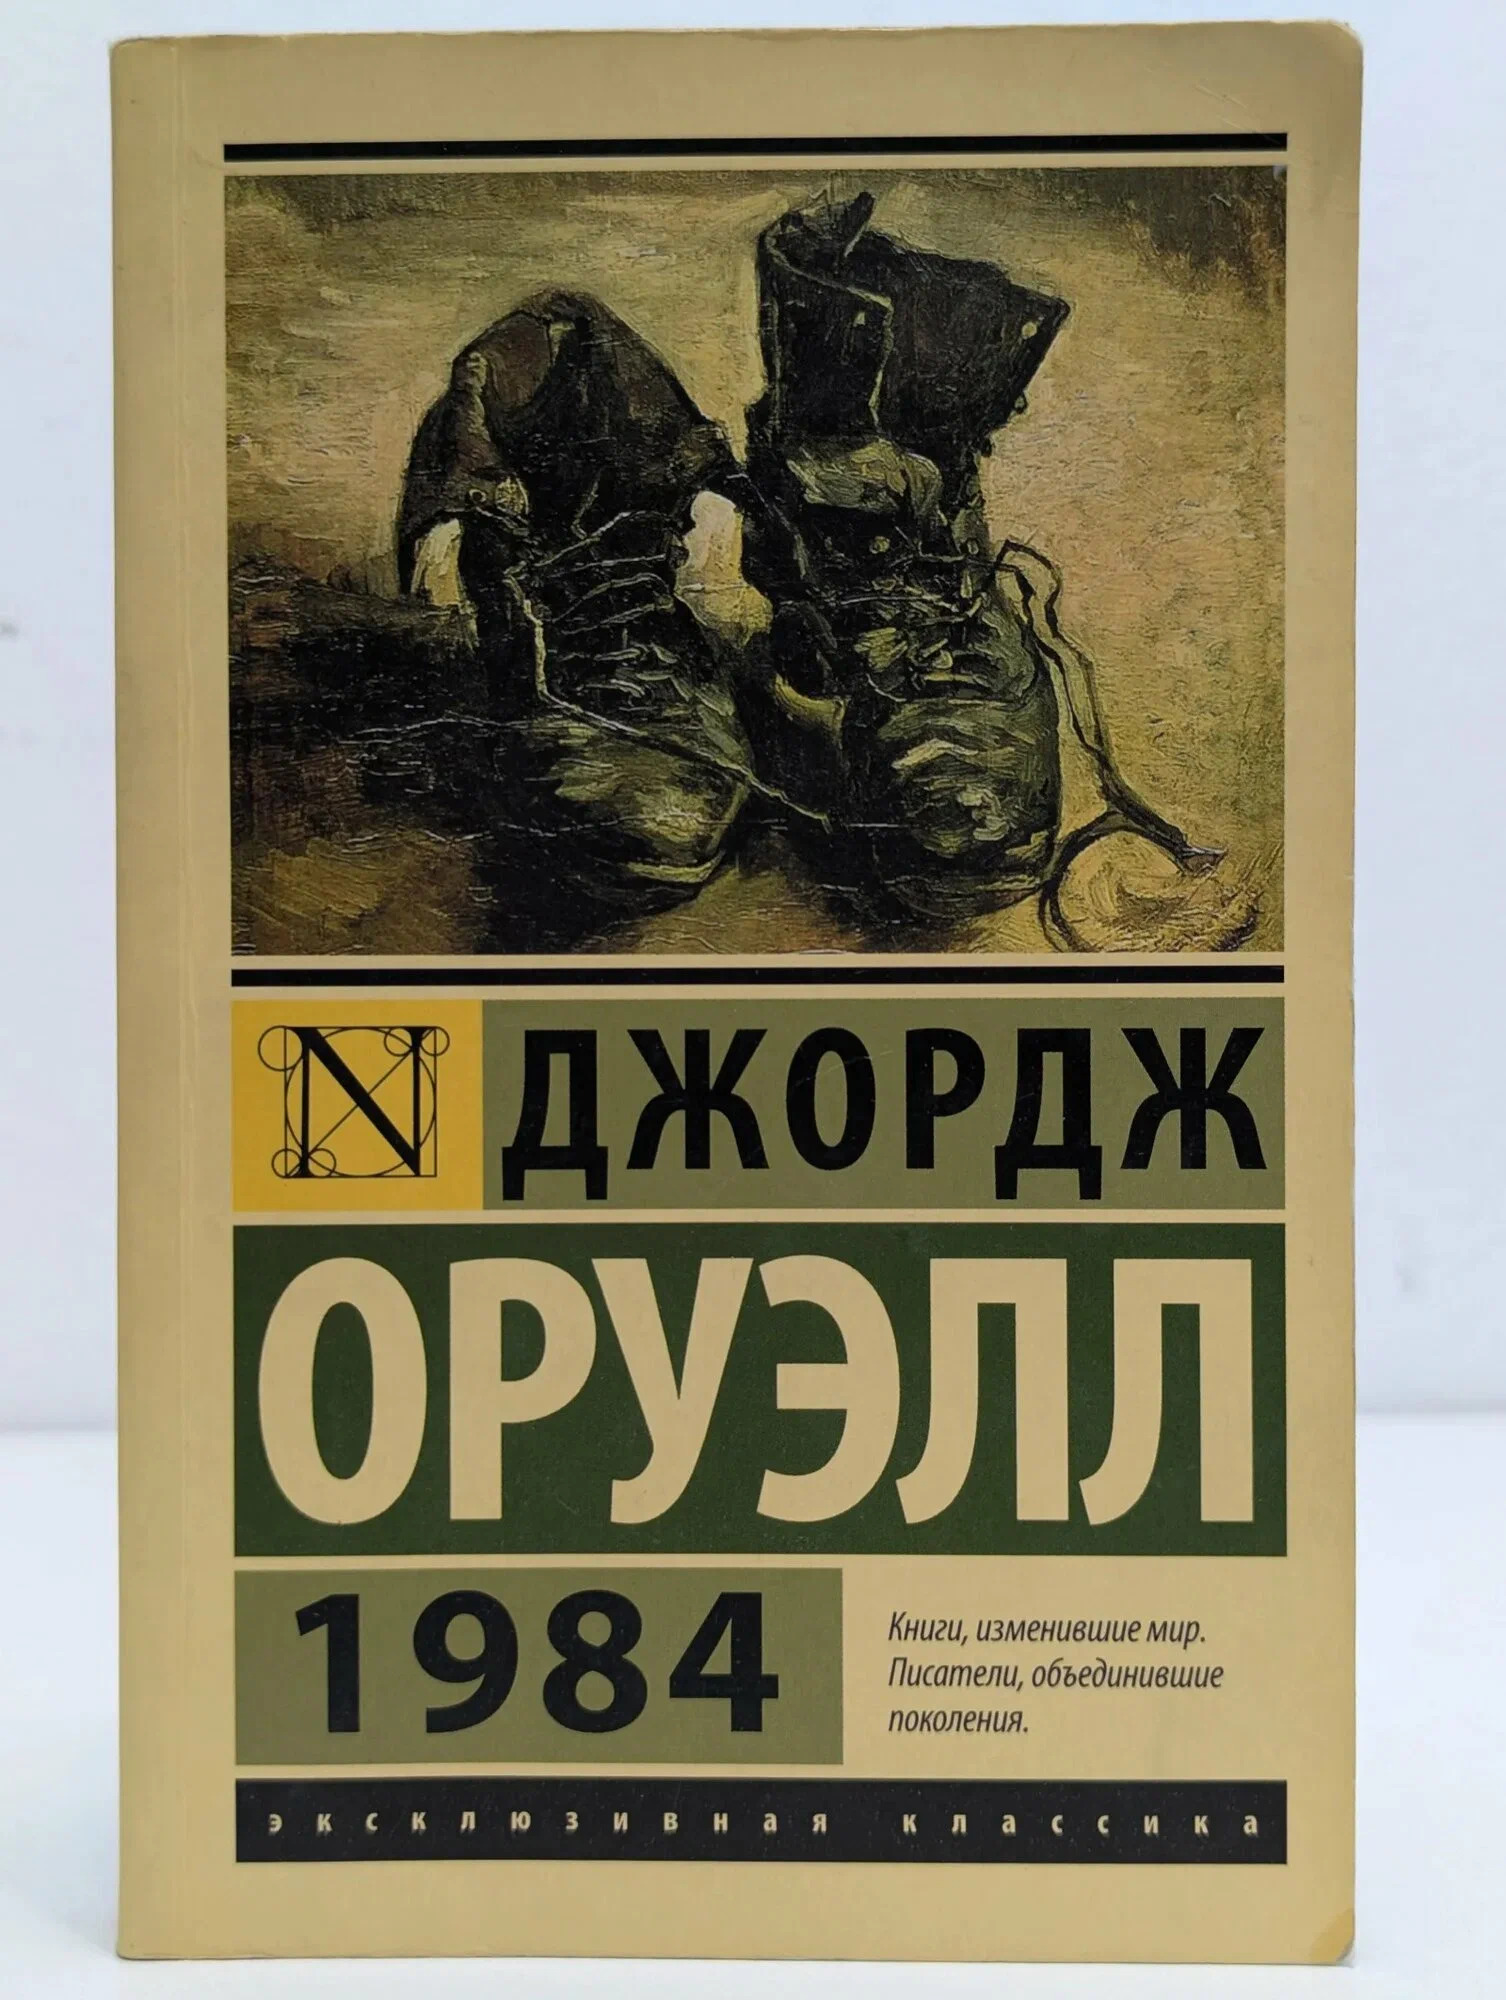 N
ДЖОРДЖ
ОРУЭЛЛ
1984
Книги, изменившие мир.
Писатели, объединившие
поколения.
эксклюзивная классика